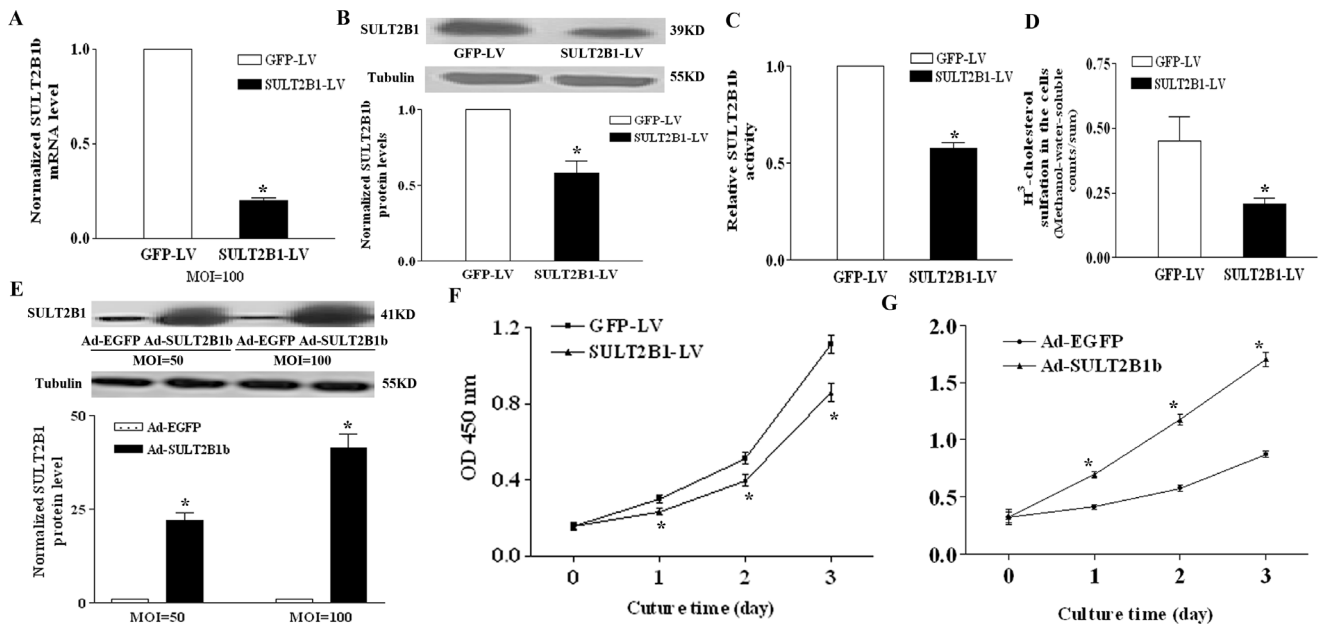 A
Normalized SULT2B1b
mRNA level
1.0
0.5
0.0
GFP-LV
SULT2B1-LV
*
GFP-LV
SULT2B1-LV
MOI=100
B
SULT2B1
39KD
GFP-LV
SULT2B1-LV
Tubulin
55KD
Normalized SULT2B1b
protein levels
1.0
0.5
0.0
GFP-LV
SULT2B1-LV
*
GFP-LV
SULT2B1-LV
C
Relative SULT2B1b
activity
1.0
0.5
0.0
GFP-LV
SULT2B1-LV
*
GFP-LV
SULT2B1-LV
D
H3-cholesterol
sulfation in the cells
(Methanol-water-soluble
counts/sum)
0.75
0.50
0.25
0.00
GFP-LV
SULT2B1-LV
*
GFP-LV
SULT2B1-LV
E
SULT2B1
41KD
Ad-EGFP Ad-SULT2B1b Ad-EGFP Ad-SULT2B1b
MOI=50
MOI=100
Tubulin
55KD
Normalized SULT2B1
protein level
50
25
0
Ad-EGFP
Ad-SULT2B1b
*
*
MOI=50
MOI=100
F
OD 450 nm
1.2
0.8
0.4
0.0
GFP-LV
SULT2B1-LV
*
*
*
0 1 2 3
Cuture time (day)
G
2.0
1.5
1.0
0.5
0.0
Ad-EGFP
Ad-SULT2B1b
*
*
*
0 1 2 3
Culture time (day)